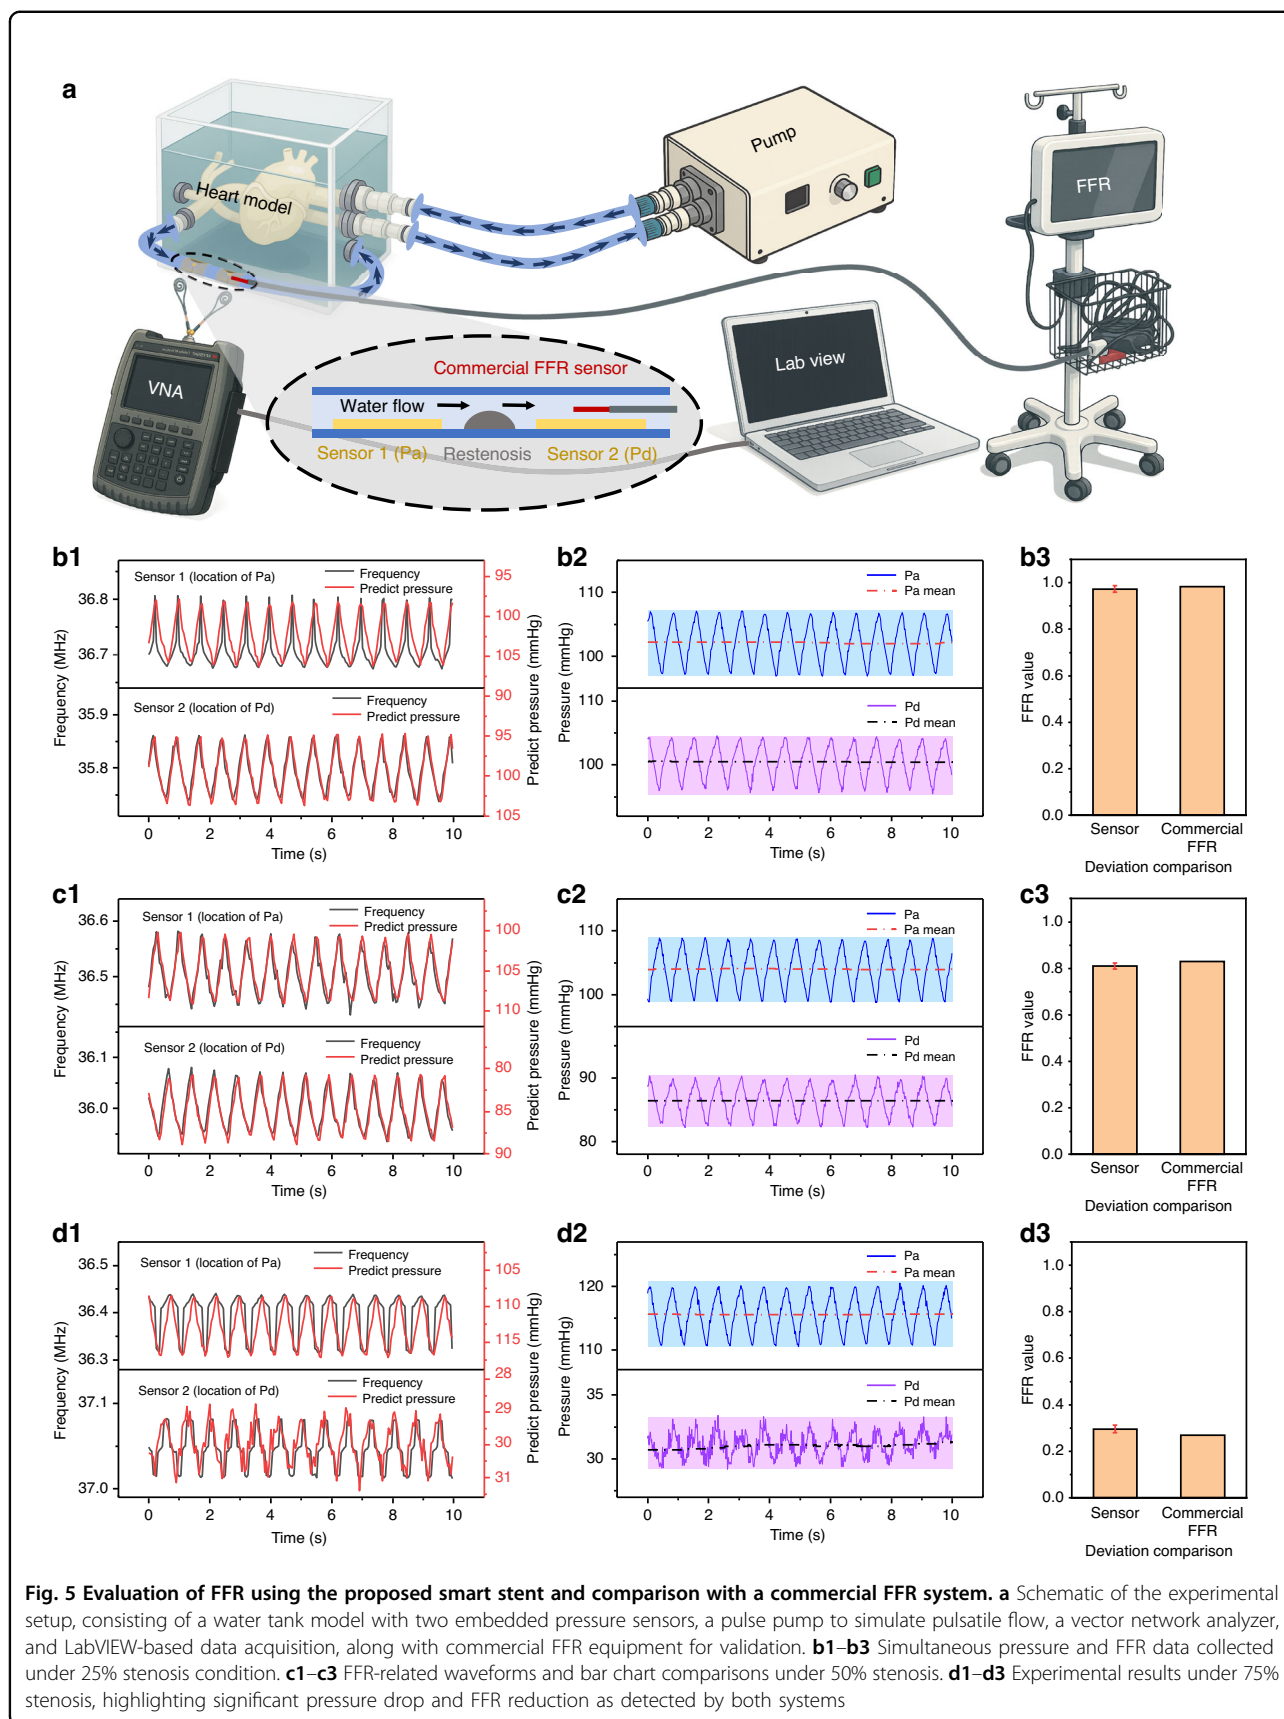 a
Heart model
Pump
FFR
VNA
Lab view
Commercial FFR sensor
Water flow
Sensor 1 (Pa)
Restenosis
Sensor 2 (Pd)
b1
Sensor 1 (location of Pa)
Frequency
Predict pressure
36.8
36.7
95
100
105
Sensor 2 (location of Pd)
Frequency
Predict pressure
35.9
35.8
90
95
100
105
Frequency (MHz)
Predict pressure (mmHg)
0 2 4 6 8 10
Time (s)
b2
Pa
Pa mean
110
100
Pd
Pd mean
110
100
Pressure (mmHg)
0 2 4 6 8 10
Time (s)
b3
1.0
0.8
0.6
0.4
0.2
0.0
FFR value
Sensor
Commercial
FFR
Deviation comparison
c1
Sensor 1 (location of Pa)
Frequency
Predict pressure
36.6
36.5
100
105
110
Sensor 2 (location of Pd)
Frequency
Predict pressure
36.1
36.0
80
85
90
Frequency (MHz)
Predict pressure (mmHg)
0 2 4 6 8 10
Time (s)
c2
Pa
Pa mean
110
100
Pd
Pd mean
90
80
Pressure (mmHg)
0 2 4 6 8 10
Time (s)
c3
1.0
0.8
0.6
0.4
0.2
0.0
FFR value
Sensor
Commercial
FFR
Deviation comparison
d1
Sensor 1 (location of Pa)
Frequency
Predict pressure
36.5
36.4
36.3
105
110
115
Sensor 2 (location of Pd)
Frequency
Predict pressure
37.1
37.0
28
29
30
31
Frequency (MHz)
Predict pressure (mmHg)
0 2 4 6 8 10
Time (s)
d2
Pa
Pa mean
120
110
Pd
Pd mean
35
30
Pressure (mmHg)
0 2 4 6 8 10
Time (s)
d3
1.0
0.8
0.6
0.4
0.2
0.0
FFR value
Sensor
Commercial
FFR
Deviation comparison
Fig. 5 Evaluation of FFR using the proposed smart stent and comparison with a commercial FFR system. a Schematic of the experimental
setup, consisting of a water tank model with two embedded pressure sensors, a pulse pump to simulate pulsatile flow, a vector network analyzer,
and LabVIEW-based data acquisition, along with commercial FFR equipment for validation. b1–b3 Simultaneous pressure and FFR data collected
under 25% stenosis condition. c1–c3 FFR-related waveforms and bar chart comparisons under 50% stenosis. d1–d3 Experimental results under 75%
stenosis, highlighting significant pressure drop and FFR reduction as detected by both systems